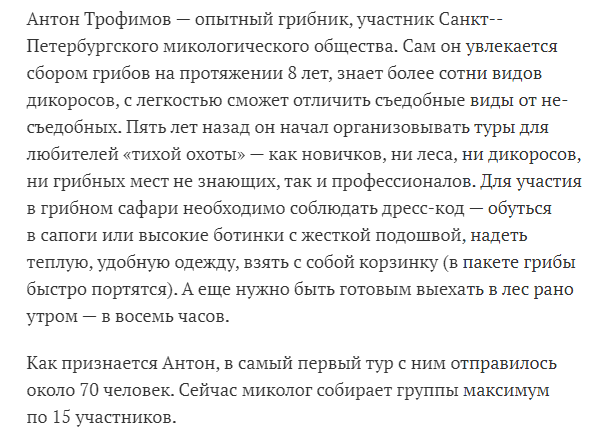 Антон Трофимов — опытный грибник, участник Санкт-­
Петербургского микологического общества. Сам он увлекается
сбором грибов на протяжении 8 лет, знает более сотни видов
дикоросов, с легкостью сможет отличить съедобные виды от не-
съедобных. Пять лет назад он начал организовывать туры для
любителей «тихой охоты» — как новичков, ни леса, ни дикоросов,
ни грибных мест не знающих, так и профессионалов. Для участия
в грибном сафари необходимо соблюдать дресс-код — обуться
в сапоги или высокие ботинки с жесткой подошвой, надеть
теплую, удобную одежду, взять с собой корзинку (в пакете грибы
быстро портятся). А еще нужно быть готовым выехать в лес рано
утром — в восемь часов.
Как признается Антон, в самый первый тур с ним отправилось
около 70 человек. Сейчас миколог собирает группы максимум
по 15 участников.